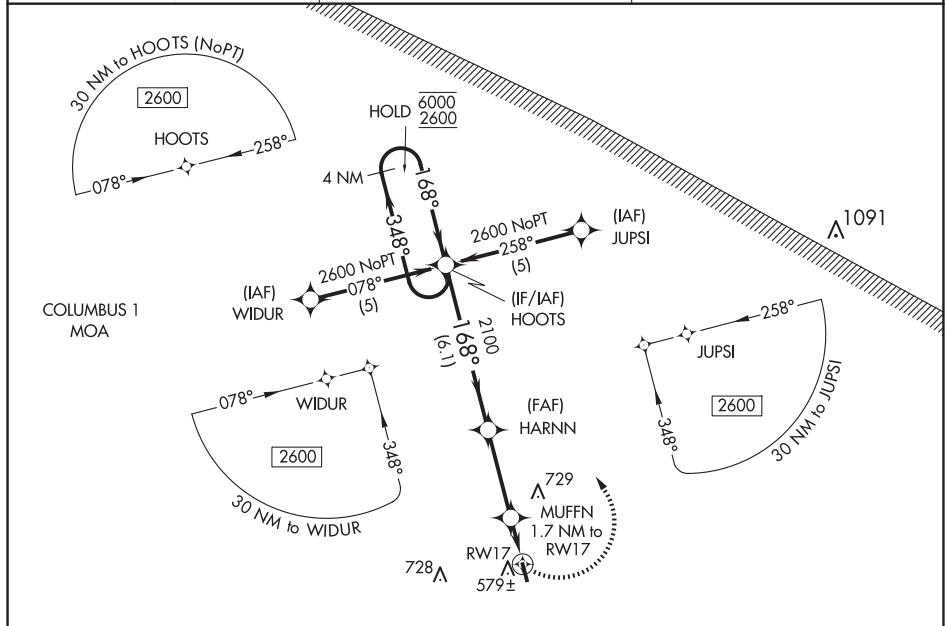 30 NM to HOOTS (NoPT)
2600
HOOTS
078°
258°
HOLD 6000
2600
4 NM
168°
348°
2600 NoPT
258°
(5)
(IAF)
JUPSI
1091
2600 NoPT
078°
(5)
(IAF)
WIDUR
(IF/IAF)
HOOTS
COLUMBUS 1
MOA
2100
168°
(6.1)
258°
JUPSI
2600
348°
30 NM to JUPSI
078°
WIDUR
348°
2600
30 NM to WIDUR
(FAF)
HARNN
729
MUFFN
1.7 NM to
RW17
RW17
728
579±